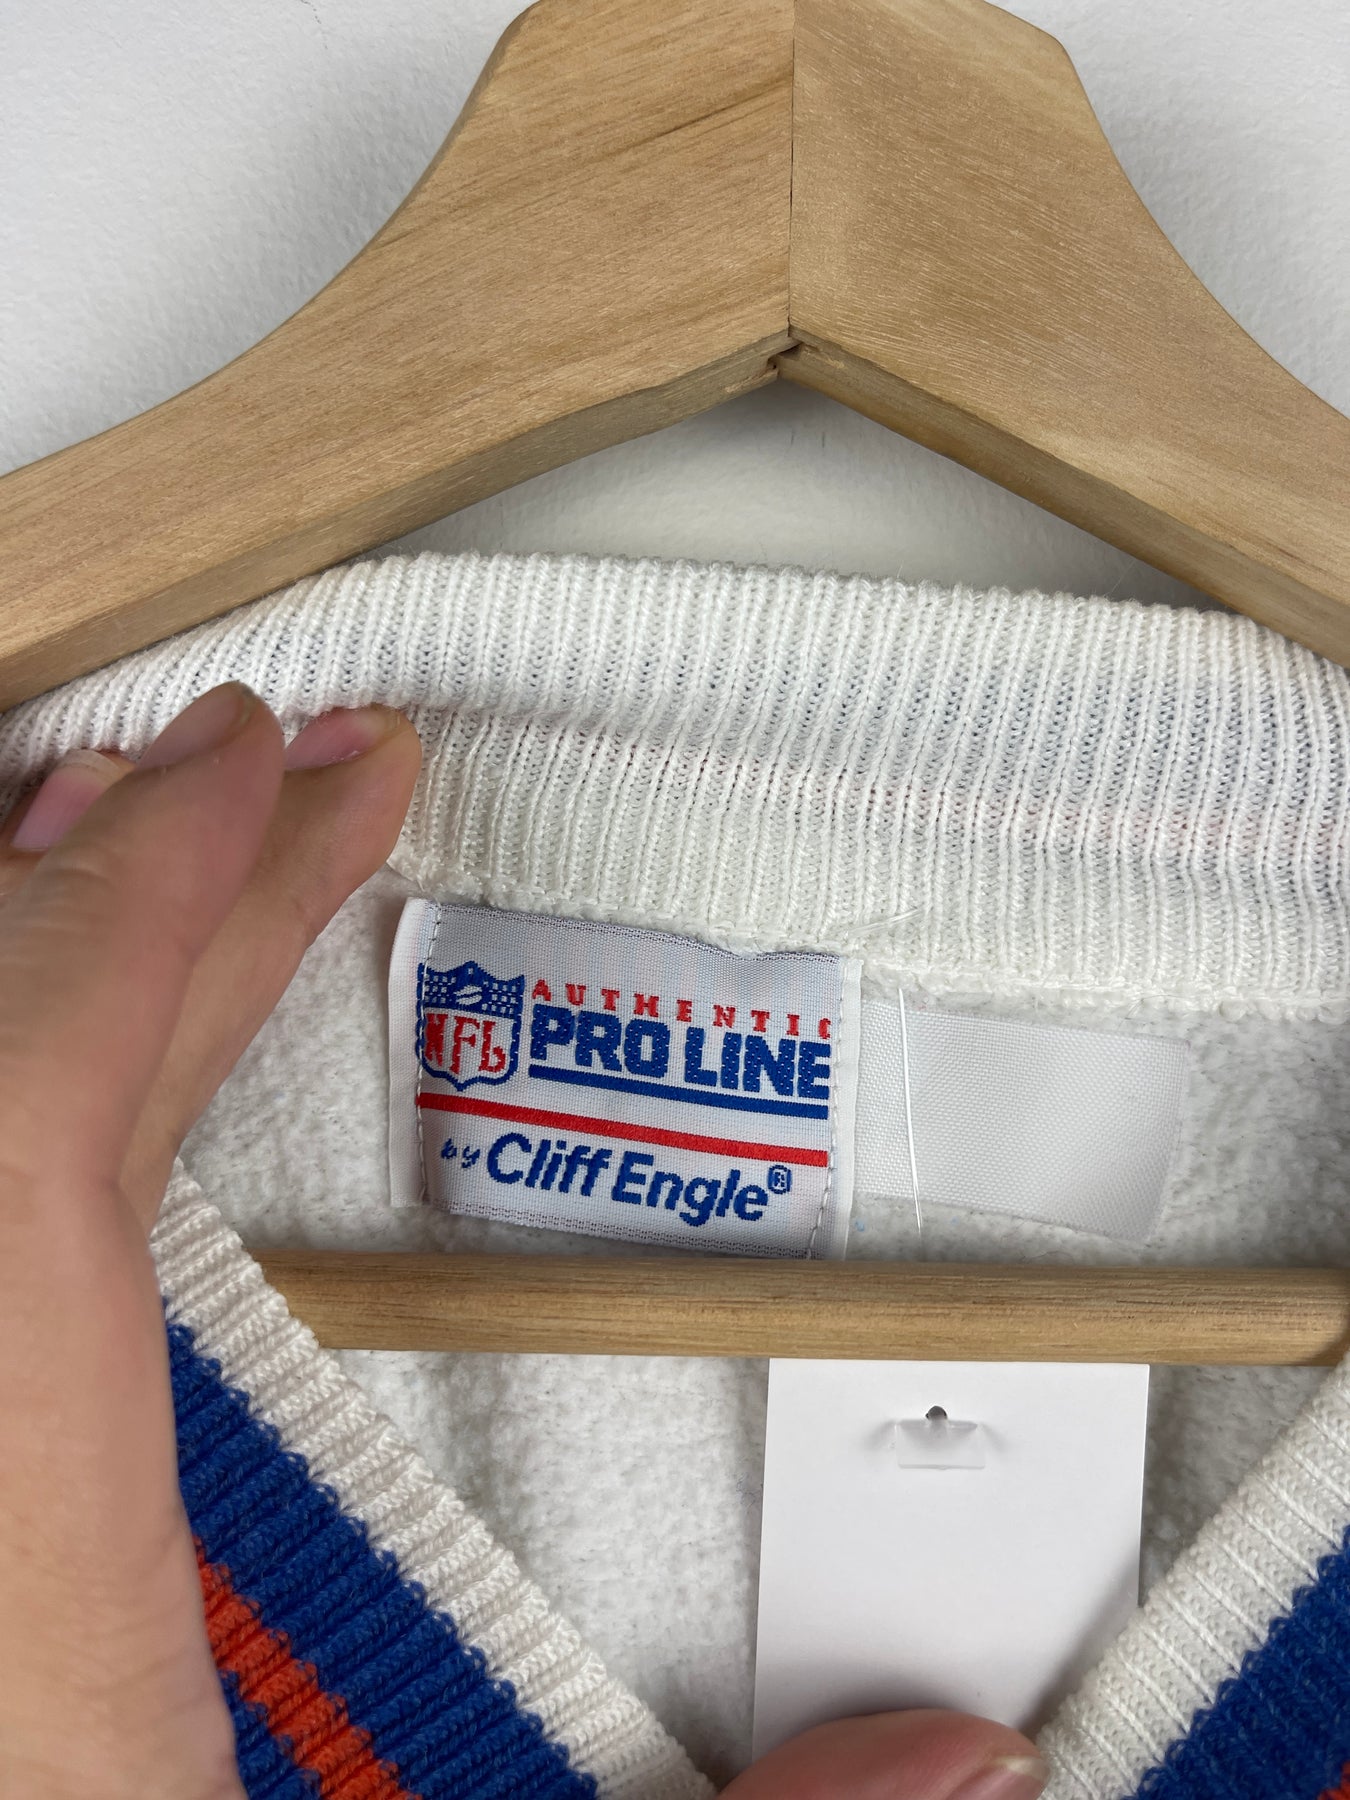 NFL
AUTHENTIC
PRO LINE
by Cliff Engle®